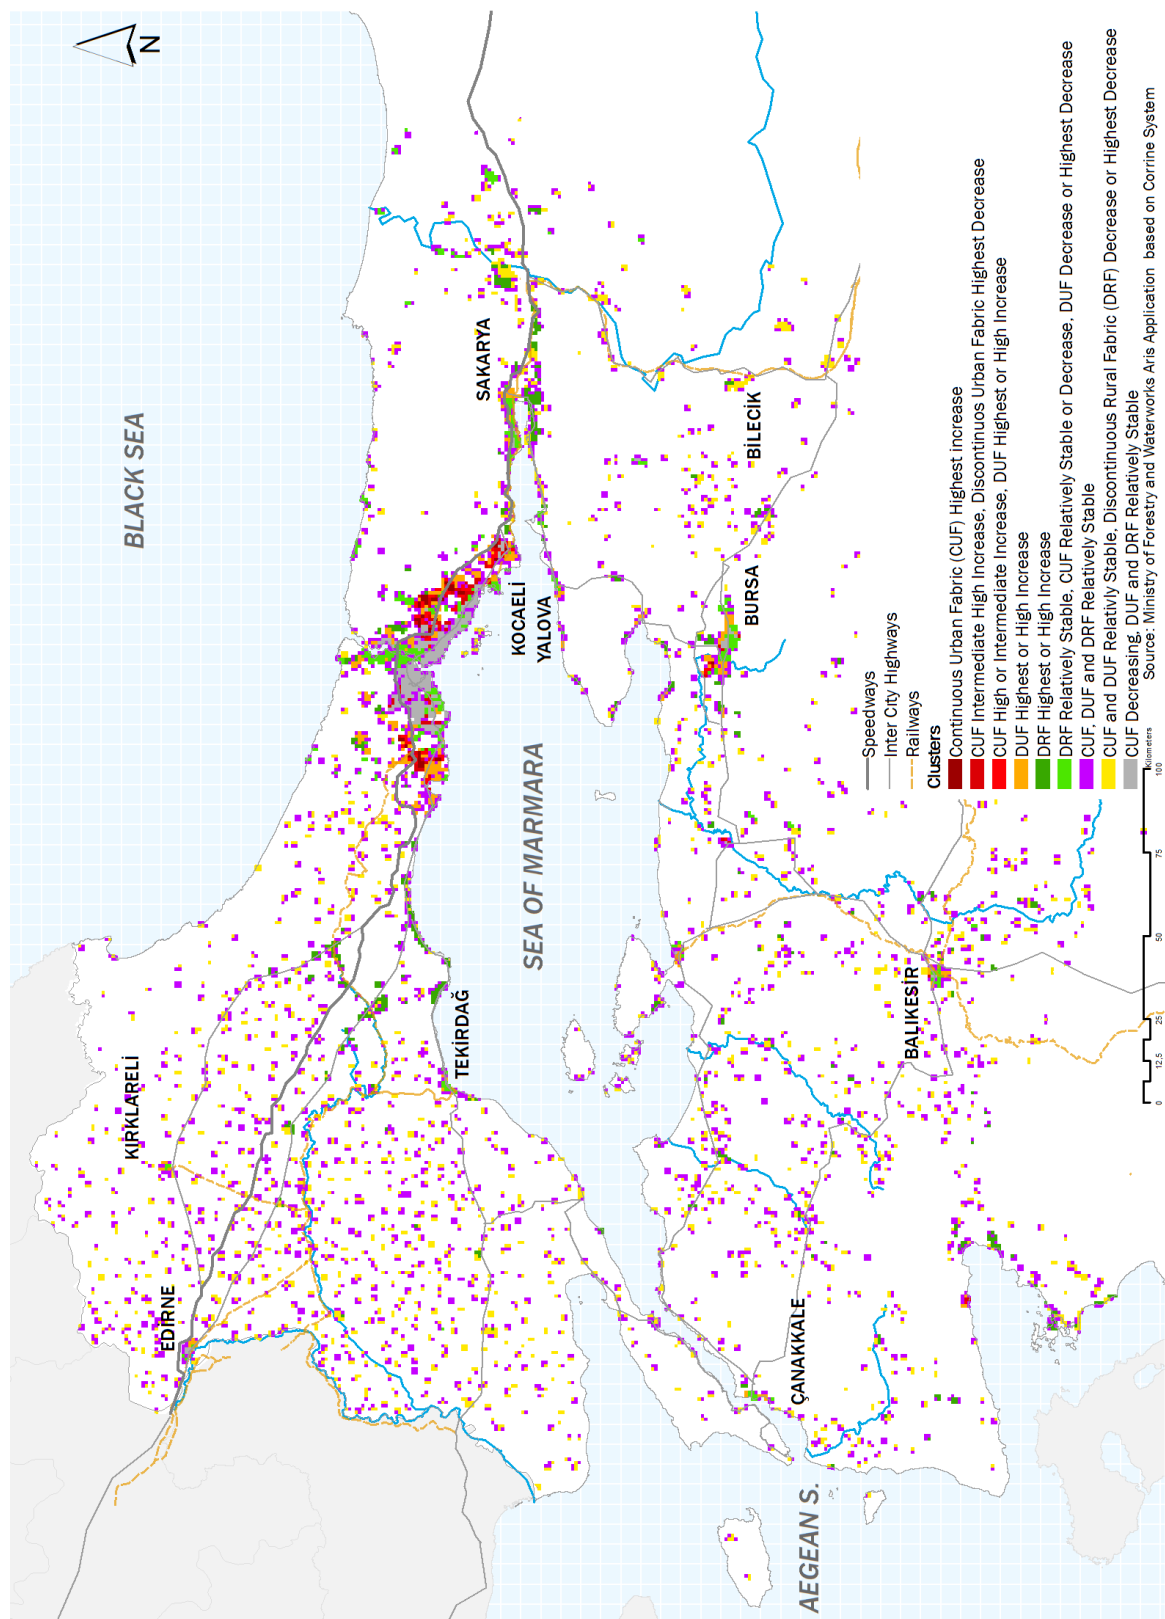 N
BLACK SEA
KIRKLARELİ
EDİRNE
SAKARYA
KOCAELİ
YALOVA
TEKİRDAĞ
SEA OF MARMARA
BİLECİK
BURSA
BALIKESİR
ÇANAKKALE
AEGEAN S.
Speedways
Inter City Highways
Railways
Clusters
Continuous Urban Fabric (CUF) Highest increase
CUF Intermediate High Increase, Discontinuos Urban Fabric Highest Decrease
CUF High or Intermediate Increase, DUF Highest or High Increase
DUF Highest or High Increase
DRF Highest or High Increase
DRF Relatively Stable, CUF Relatively Stable or Decrease, DUF Decrease or Highest Decrease
CUF, DUF and DRF Relatively Stable
CUF and DUF Relativly Stable, Discontinuous Rural Fabric (DRF) Decrease or Highest Decrease
CUF Decreasing, DUF and DRF Relatively Stable
Source: Ministry of Forestry and Waterworks Aris Application based on Corrine System
Kilometers
0 12,5 25 50 75 100